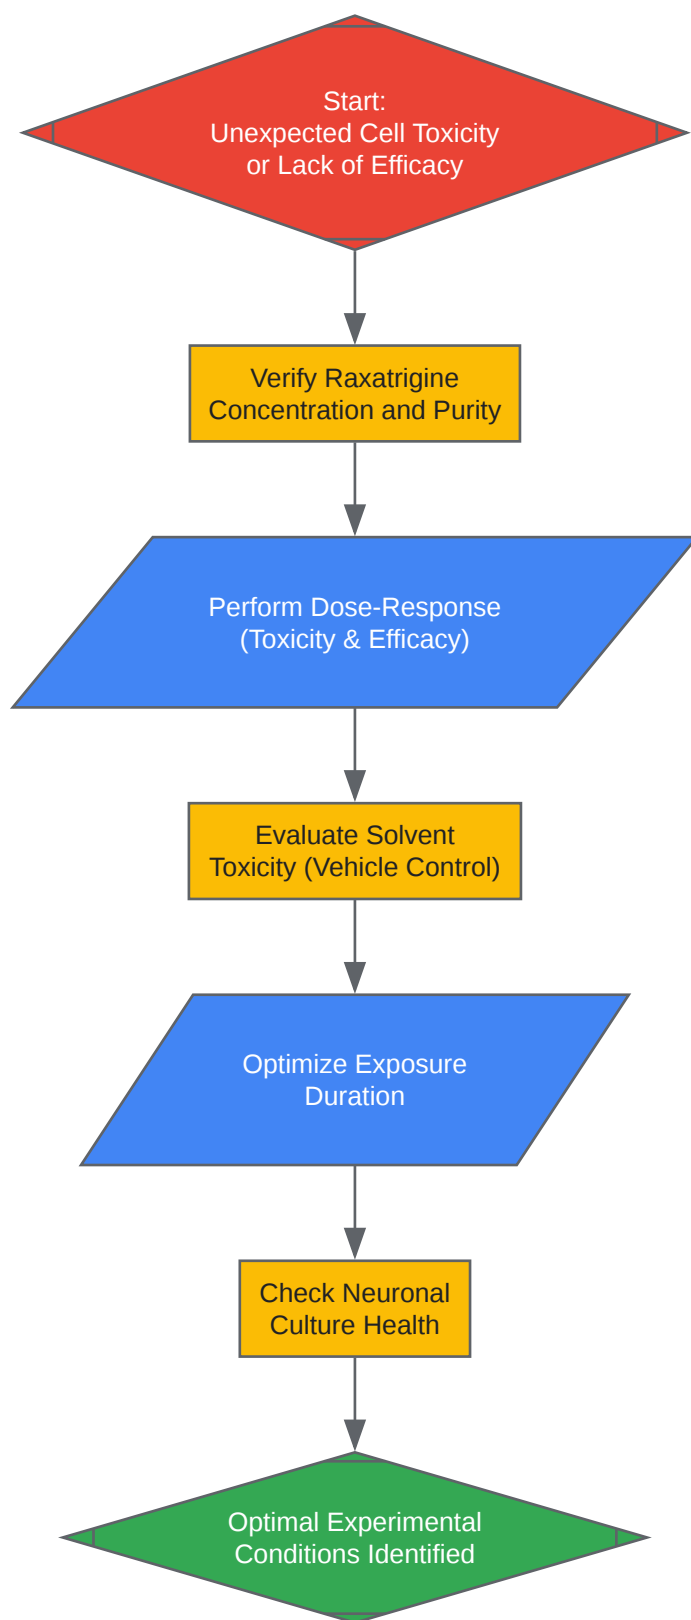 Start:
Unexpected Cell Toxicity
or Lack of Efficacy
Verify Raxatrigine
Concentration and Purity
Perform Dose-Response
(Toxicity & Efficacy)
Evaluate Solvent
Toxicity (Vehicle Control)
Optimize Exposure
Duration
Check Neuronal
Culture Health
Optimal Experimental
Conditions Identified